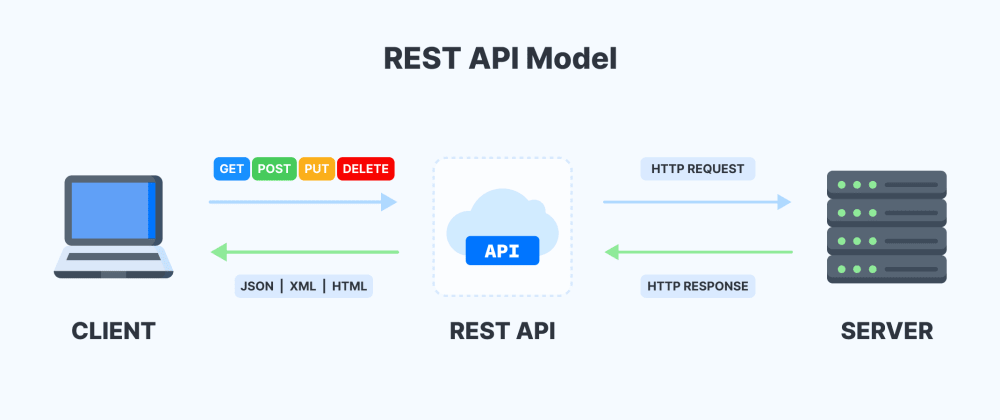 REST API Model
GET POST PUT DELETE
HTTP REQUEST
API
JSON | XML | HTML
HTTP RESPONSE
CLIENT
REST API
SERVER